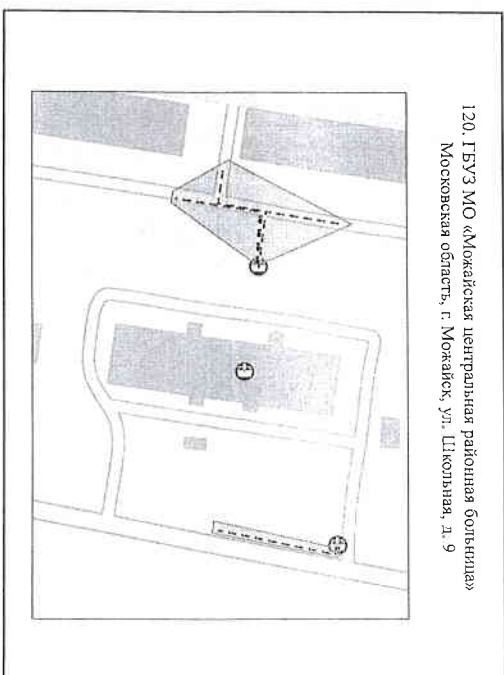 120. ГБУЗ МО «Можайская центральная районная больница»
Московская область, г. Можайск, ул. Школьная, д. 9